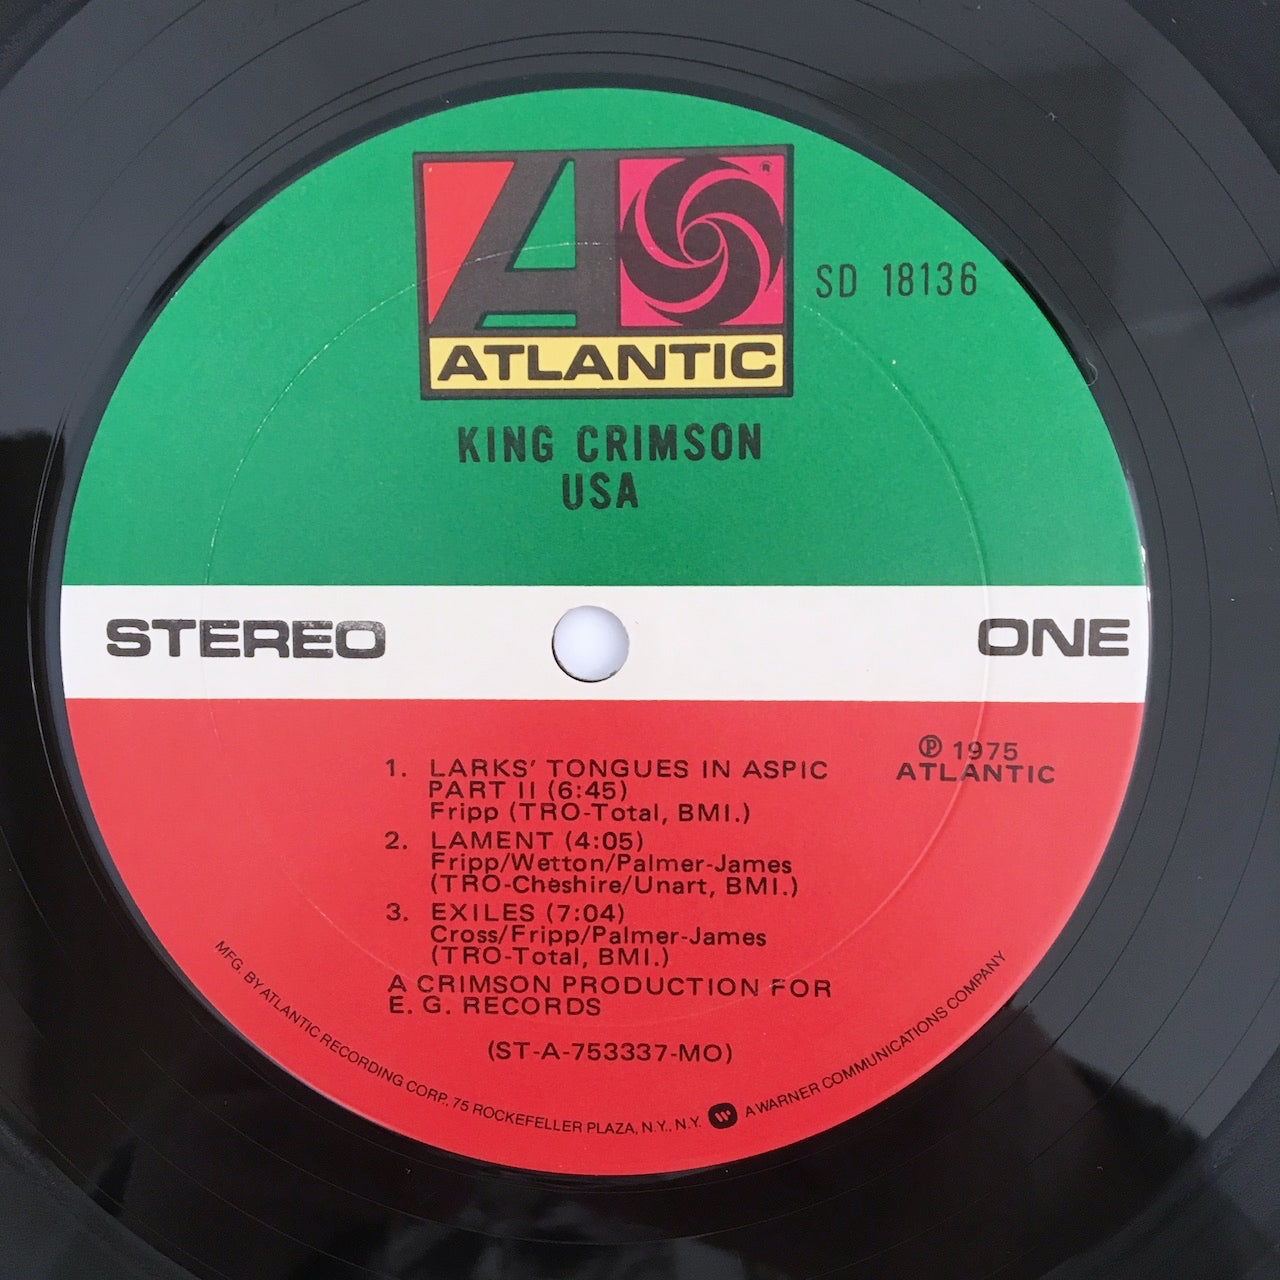 A
®
ATLANTIC
SD 18136
KING CRIMSON
USA
STEREO
ONE
℗ 1975
ATLANTIC
1. LARKS' TONGUES IN ASPIC
PART II (6:45)
Fripp (TRO-Total, BMI.)
2. LAMENT (4:05)
Fripp/Wetton/Palmer-James
(TRO-Cheshire/Unart, BMI.)
3. EXILES (7:04)
Cross/Fripp/Palmer-James
(TRO-Total, BMI.)
A CRIMSON PRODUCTION FOR
E. G. RECORDS
(ST-A-753337-MO)
MFG. BY ATLANTIC RECORDING CORP., 75 ROCKEFELLER PLAZA, N.Y., N.Y. W A WARNER COMMUNICATIONS COMPANY